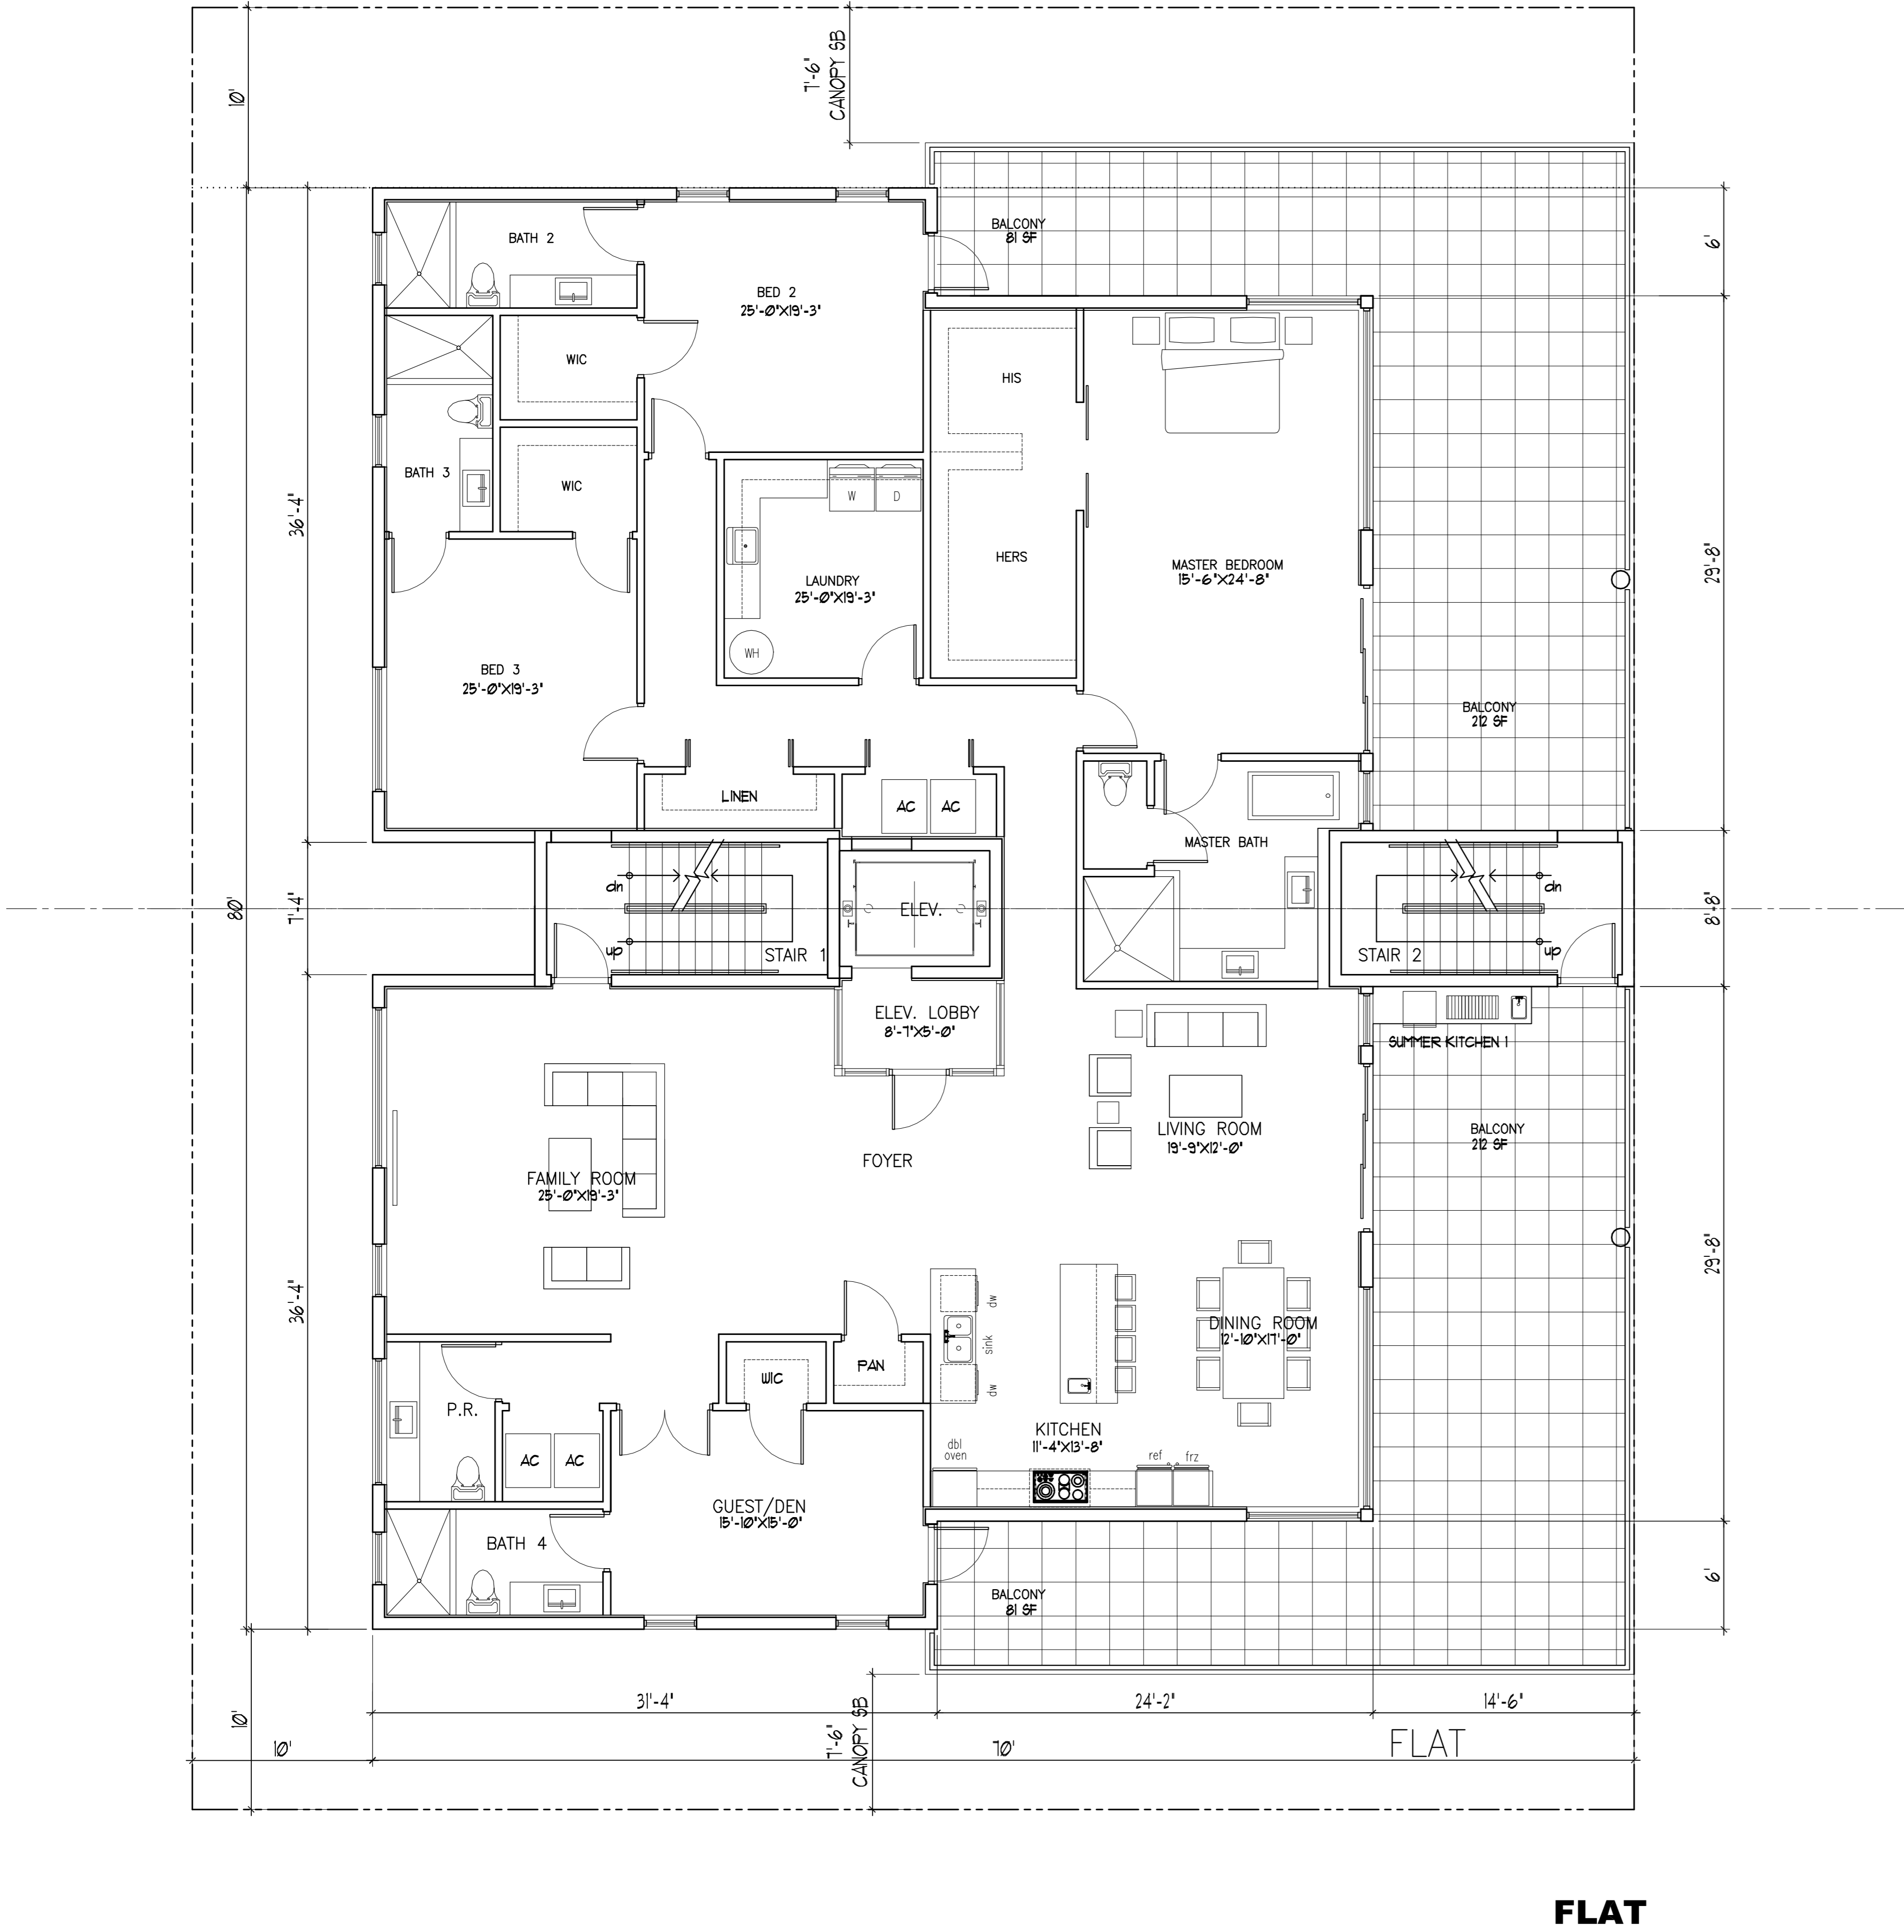 10'
7'-6"
CANOPY SB
BALCONY
81 SF
6'
BATH 2
BED 2
25'-0"X19'-3"
WIC
HIS
BATH 3
WIC
W
D
36'-4"
HERS
LAUNDRY
25'-0"X19'-3"
MASTER BEDROOM
15'-6"X24'-8"
29'-8"
WH
BED 3
25'-0"X19'-3"
BALCONY
212 SF
LINEN
AC
AC
MASTER BATH
dn
dn
80'
7'-4"
ELEV.
8'-8"
up
STAIR 1
STAIR 2
up
ELEV. LOBBY
8'-7"X5'-0"
SUMMER KITCHEN 1
LIVING ROOM
19'-9"X12'-0"
BALCONY
212 SF
FOYER
FAMILY ROOM
25'-0"X19'-3"
29'-8"
36'-4"
dw
sink
dw
DINING ROOM
12'-10"X17'-0"
PAN
WIC
P.R.
KITCHEN
11'-4"X13'-8"
dbl
oven
ref
frz
AC
AC
GUEST/DEN
15'-10"X15'-0"
BATH 4
BALCONY
81 SF
6'
31'-4"
24'-2"
14'-6"
10'
10'
7'-6"
CANOPY SB
70'
FLAT
FLAT